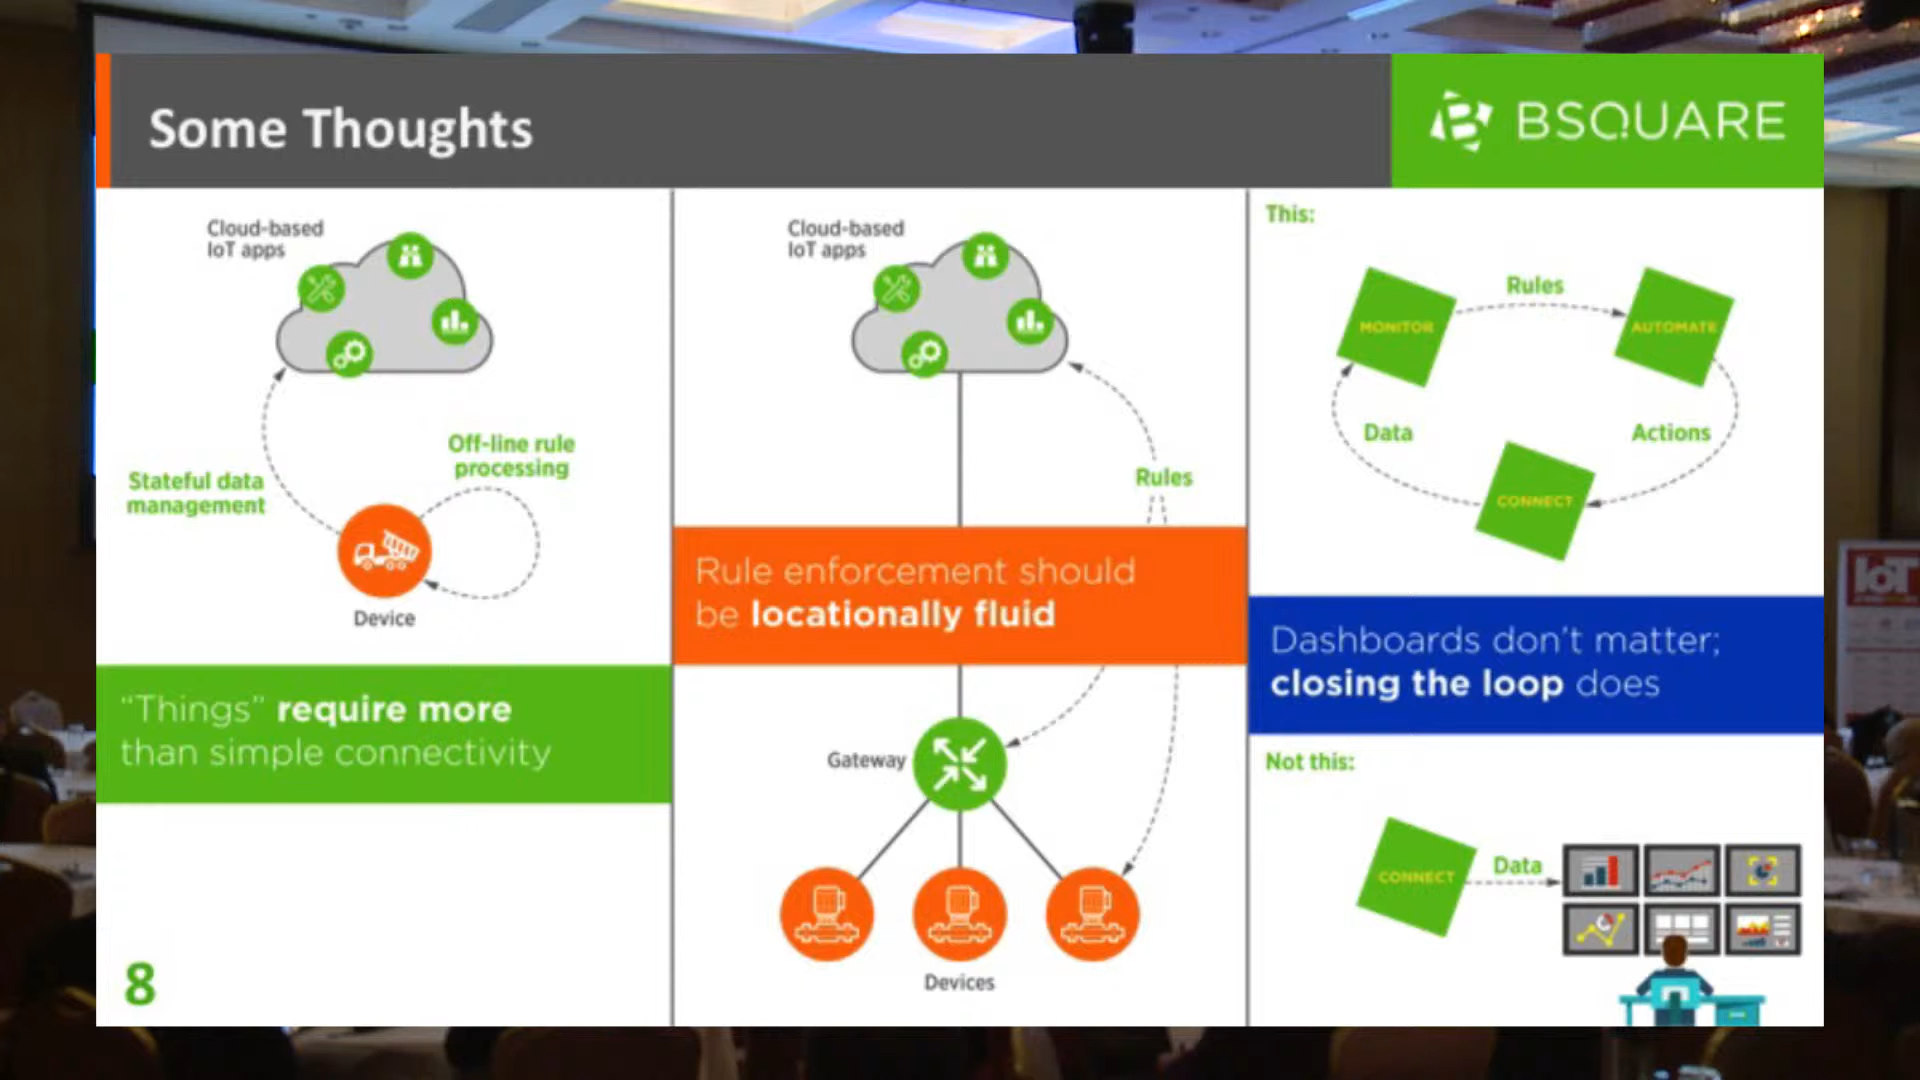 Some Thoughts
BSQUARE
Cloud-based
IoT apps
Stateful data
management
Off-line rule
processing
Device
“Things” require more
than simple connectivity
8
Cloud-based
IoT apps
Rules
Rule enforcement should
be locationally fluid
Gateway
Devices
This:
MONITOR
Rules
AUTOMATE
Data
Actions
CONNECT
Dashboards don’t matter;
closing the loop does
Not this:
CONNECT
Data
IoT